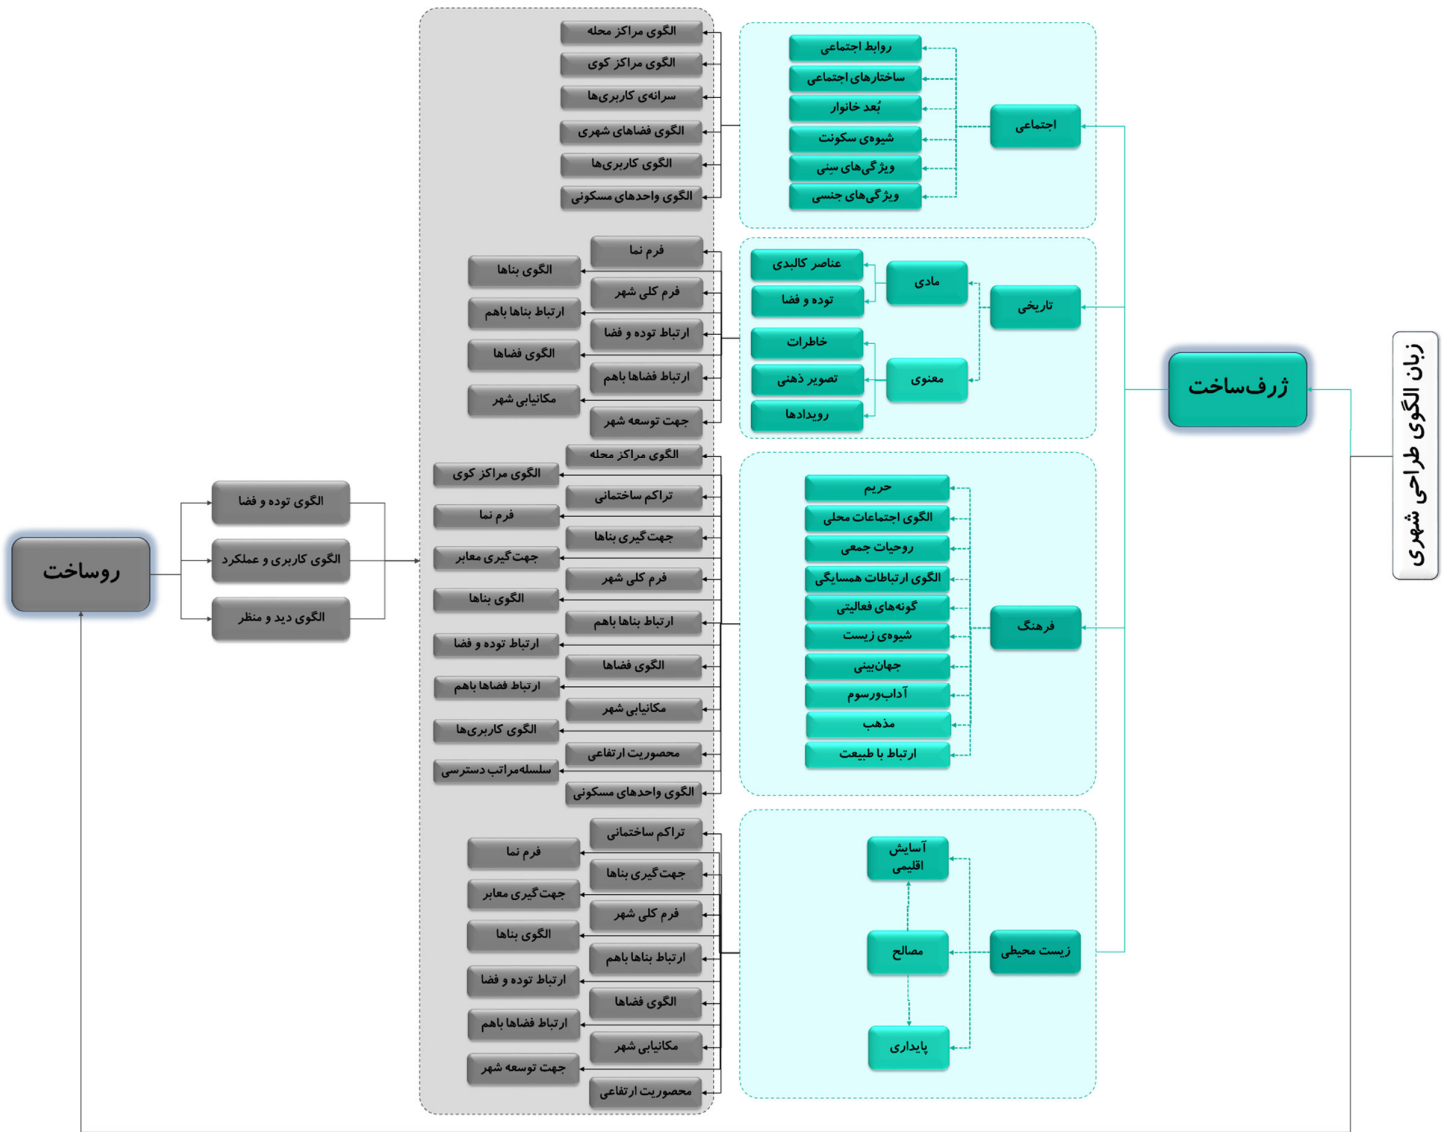 زبان الگوی طراحی شهری
ژرف‌ساخت
اجتماعی
روابط اجتماعی
ساختارهای اجتماعی
بُعد خانوار
شیوه‌ی سکونت
ویژگی‌های سِنی
ویژگی‌های جنسی
الگوی مراکز محله
الگوی مراکز کوی
سرانه‌ی کاربری‌ها
الگوی فضاهای شهری
الگوی کاربری‌ها
الگوی واحدهای مسکونی
تاریخی
مادی
عناصر کالبدی
توده و فضا
معنوی
خاطرات
تصویر ذهنی
رویدادها
فرم نما
الگوی بناها
فرم کلی شهر
ارتباط بناها باهم
ارتباط توده و فضا
الگوی فضاها
ارتباط فضاها باهم
مکانیابی شهر
جهت توسعه شهر
فرهنگ
حریم
الگوی اجتماعات محلی
روحیات جمعی
الگوی ارتباطات همسایگی
گونه‌های فعالیتی
شیوه‌ی زیست
جهان‌بینی
آداب‌ورسوم
مذهب
ارتباط با طبیعت
الگوی مراکز محله
الگوی مراکز کوی
تراکم ساختمانی
فرم نما
جهت‌گیری بناها
جهت‌گیری معابر
فرم کلی شهر
الگوی بناها
ارتباط بناها باهم
ارتباط توده و فضا
الگوی فضاها
ارتباط فضاها باهم
مکانیابی شهر
الگوی کاربری‌ها
محصوریت ارتفاعی
سلسله‌مراتب دسترسی
الگوی واحدهای مسکونی
زیست محیطی
آسایش
اقلیمی
مصالح
پایداری
تراکم ساختمانی
فرم نما
جهت‌گیری بناها
جهت‌گیری معابر
فرم کلی شهر
الگوی بناها
ارتباط بناها باهم
ارتباط توده و فضا
الگوی فضاها
ارتباط فضاها باهم
مکانیابی شهر
جهت توسعه شهر
محصوریت ارتفاعی
الگوی توده و فضا
الگوی کاربری و عملکرد
الگوی دید و منظر
روساخت